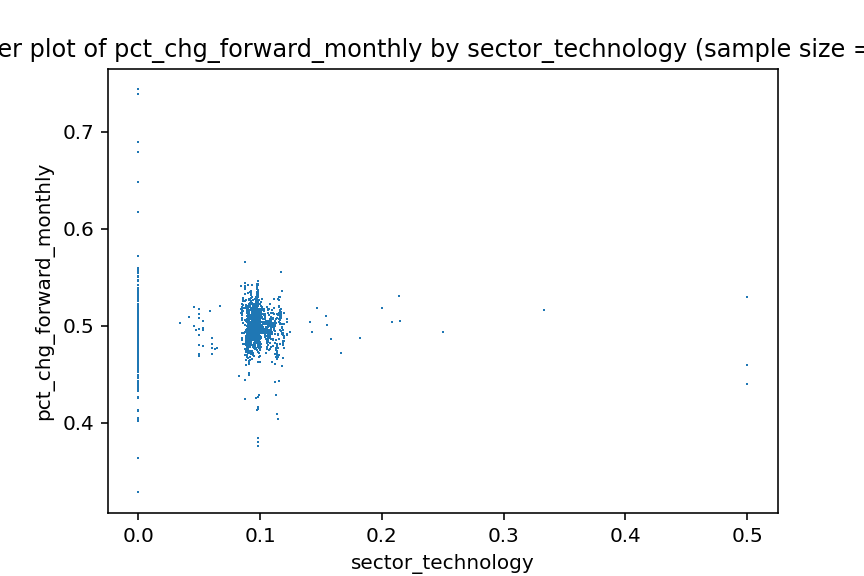 er plot of pct_chg_forward_monthly by sector_technology (sample size =
0.7
0.6
0.5
0.4
pct_chg_forward_monthly
0.0 0.1 0.2 0.3 0.4 0.5
sector_technology